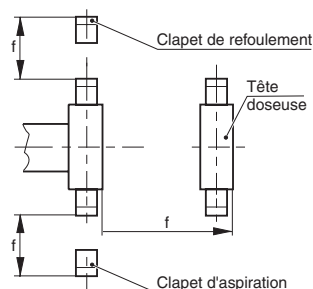 f
Clapet de refoulement
Tête
doseuse
f
f
Clapet d'aspiration